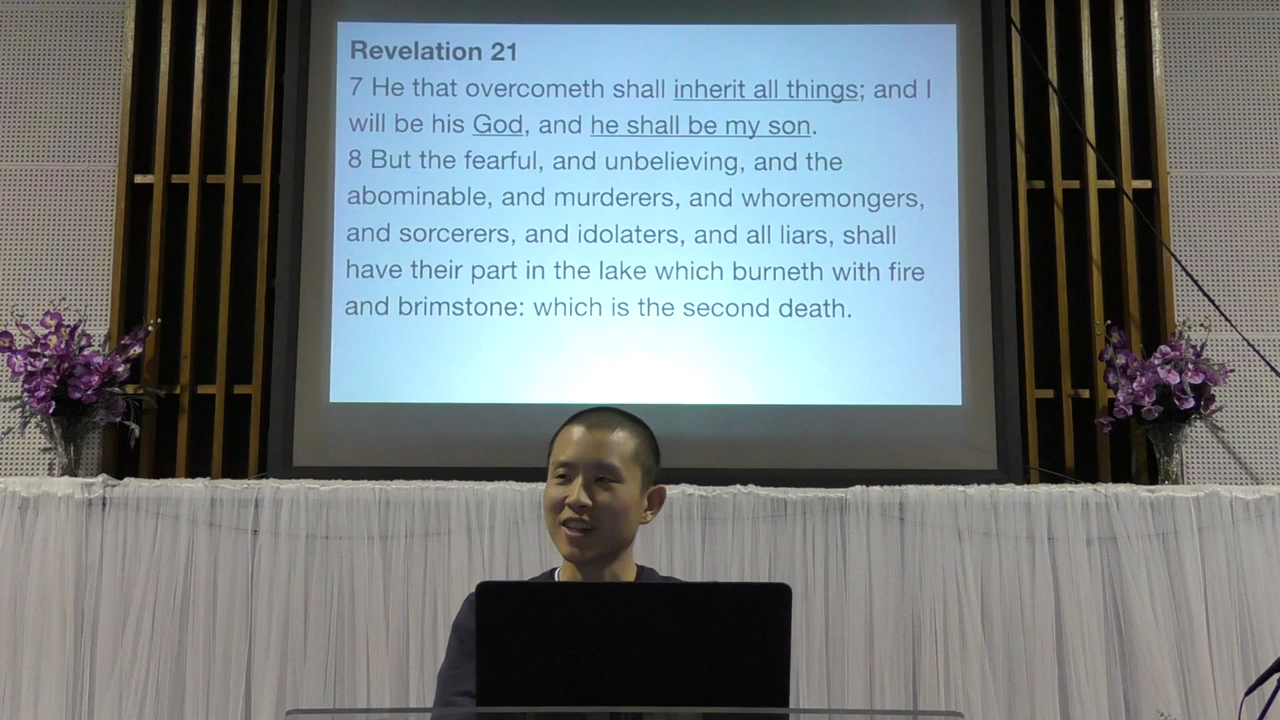 Revelation 21
7 He that overcometh shall inherit all things; and I
will be his God, and he shall be my son.
8 But the fearful, and unbelieving, and the
abominable, and murderers, and whoremongers,
and sorcerers, and idolaters, and all liars, shall
have their part in the lake which burneth with fire
and brimstone: which is the second death.